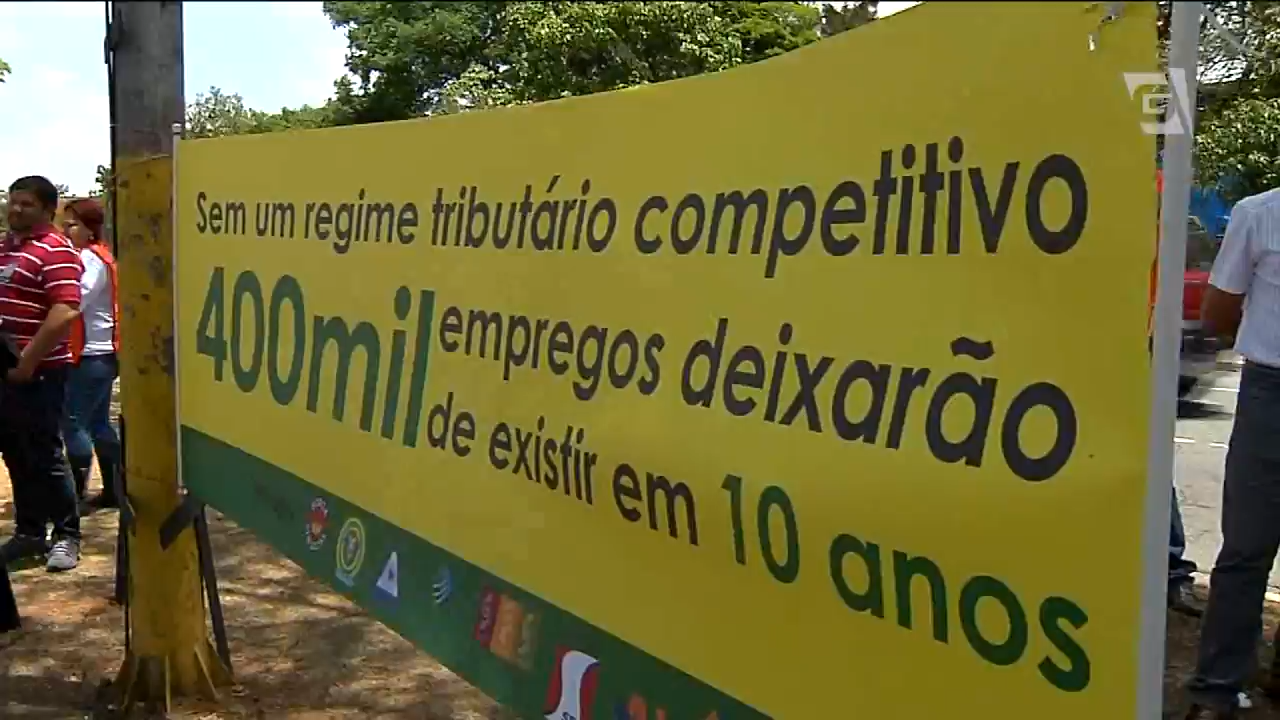 Sem um regime tributário competitivo
400mil empregos deixarão
de existir em 10 anos